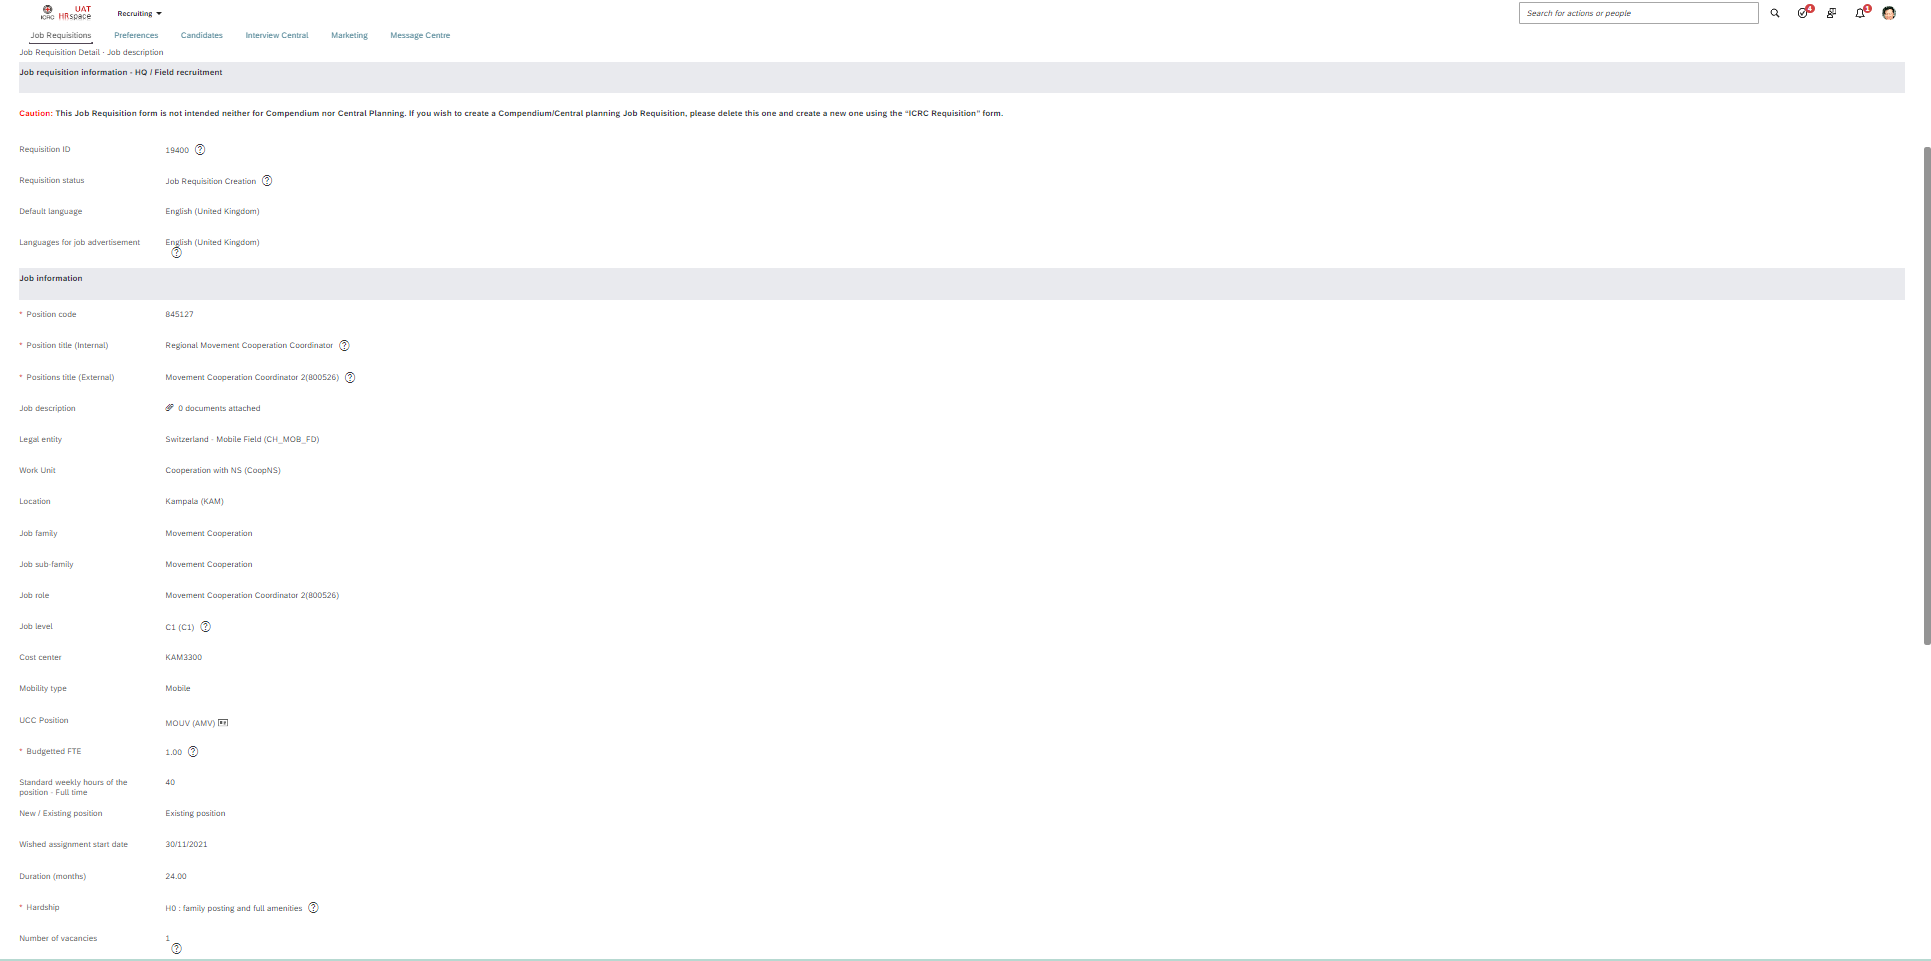 ICRC UAT HRspace Recruiting Search for actions or people 4 1
Job Requisitions Preferences Candidates Interview Central Marketing Message Centre
Job Requisition Detail · Job description
Job requisition information - HQ / Field recruitment
Caution: This Job Requisition form is not intended neither for Compendium nor Central Planning. If you wish to create a Compendium/Central planning Job Requisition, please delete this one and create a new one using the “ICRC Requisition” form.
Requisition ID 19400 ?
Requisition status Job Requisition Creation ?
Default language English (United Kingdom)
Languages for job advertisement English (United Kingdom)
?
Job information
* Position code 845127
* Position title (Internal) Regional Movement Cooperation Coordinator ?
* Positions title (External) Movement Cooperation Coordinator 2(800526) ?
Job description 0 documents attached
Legal entity Switzerland - Mobile Field (CH_MOB_FD)
Work Unit Cooperation with NS (CoopNS)
Location Kampala (KAM)
Job family Movement Cooperation
Job sub-family Movement Cooperation
Job role Movement Cooperation Coordinator 2(800526)
Job level C1 (C1) ?
Cost center KAM3300
Mobility type Mobile
UCC Position MOUV (AMV)
* Budgetted FTE 1.00 ?
Standard weekly hours of the 40
position - Full time
New / Existing position Existing position
Wished assignment start date 30/11/2021
Duration (months) 24.00
* Hardship H0 : family posting and full amenities ?
Number of vacancies 1
?